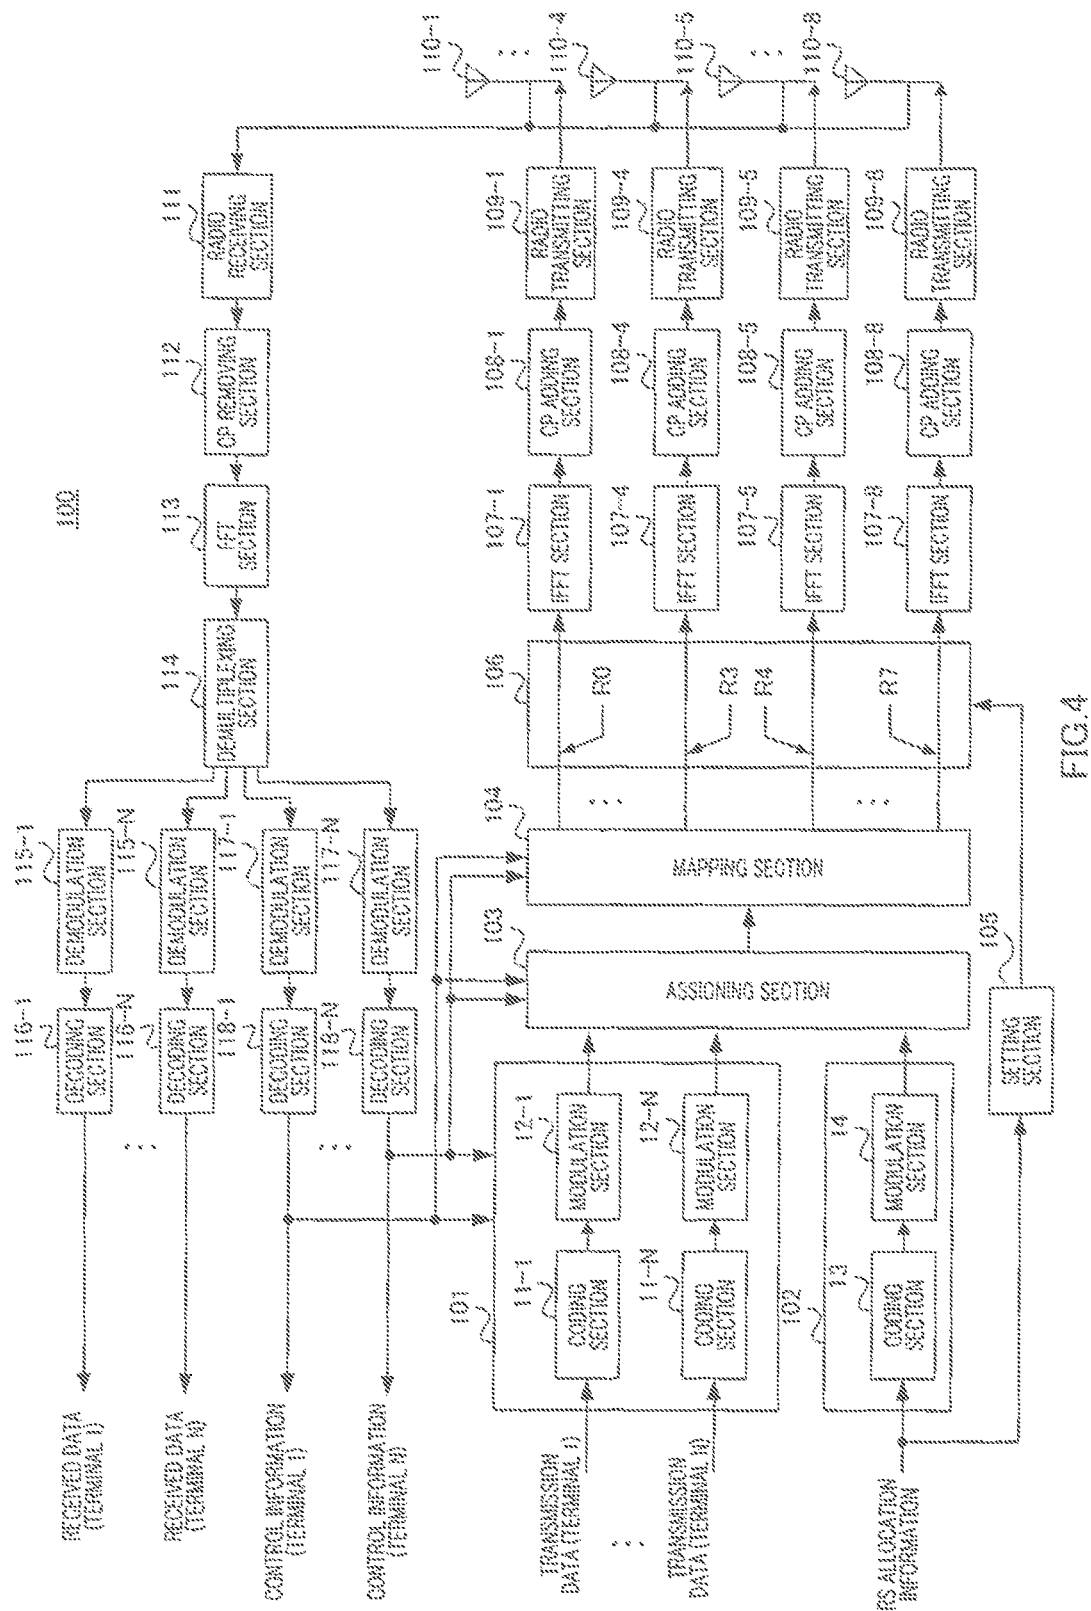 100
RECEIVED DATA
(TERMINAL 1)
116-1
DECODING
SECTION
115-1
DEMODULATION
SECTION
RECEIVED DATA
(TERMINAL N)
116-N
DECODING
SECTION
115-N
DEMODULATION
SECTION
CONTROL INFORMATION
(TERMINAL 1)
118-1
DECODING
SECTION
117-1
DEMODULATION
SECTION
CONTROL INFORMATION
(TERMINAL N)
118-N
DECODING
SECTION
117-N
DEMODULATION
SECTION
...
...
114
DEMULTIPLEXING
SECTION
113
FFT
SECTION
112
CP REMOVING
SECTION
111
RADIO
RECEIVING
SECTION
101
TRANSMISSION
DATA (TERMINAL 1)
11-1
CODING
SECTION
12-1
MODULATION
SECTION
...
TRANSMISSION
DATA (TERMINAL N)
11-N
CODING
SECTION
12-N
MODULATION
SECTION
102
RS ALLOCATION
INFORMATION
13
CODING
SECTION
14
MODULATION
SECTION
105
SETTING
SECTION
103
ASSIGNING SECTION
104
MAPPING SECTION
...
...
106
R0
R3
R4
R7
107-1
IFFT SECTION
108-1
CP ADDING
SECTION
109-1
RADIO
TRANSMITTING
SECTION
110-1
...
107-4
IFFT SECTION
108-4
CP ADDING
SECTION
109-4
RADIO
TRANSMITTING
SECTION
110-4
107-5
IFFT SECTION
108-5
CP ADDING
SECTION
109-5
RADIO
TRANSMITTING
SECTION
110-5
...
107-8
IFFT SECTION
108-8
CP ADDING
SECTION
109-8
RADIO
TRANSMITTING
SECTION
110-8
FIG.4